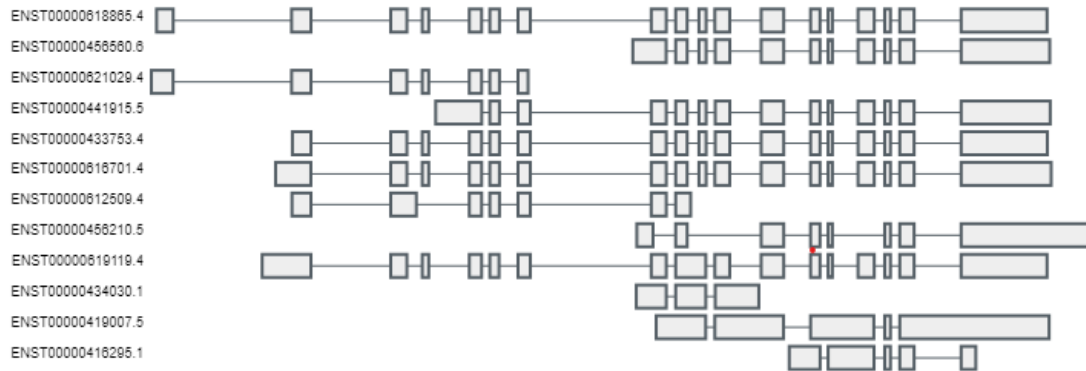 ENST00000618865.4
ENST00000456560.6
ENST00000621029.4
ENST00000441915.5
ENST00000433753.4
ENST00000616701.4
ENST00000612509.4
ENST00000456210.5
ENST00000619119.4
ENST00000434030.1
ENST00000419007.5
ENST00000416295.1